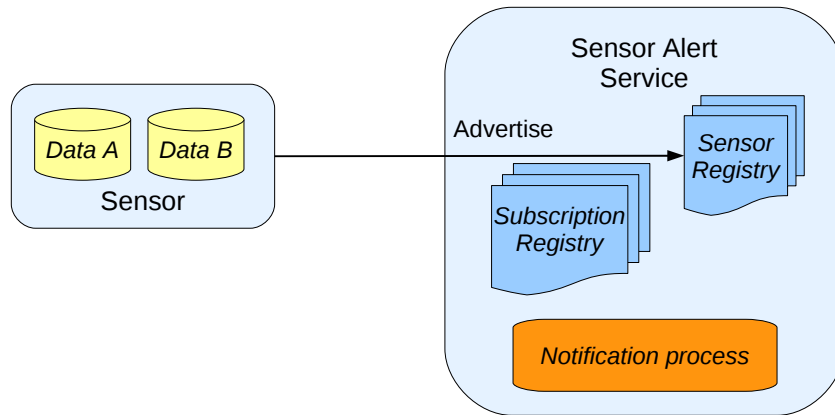 Sensor Alert
Service
Data A
Data B
Sensor
Advertise
Sensor
Registry
Subscription
Registry
Notification process